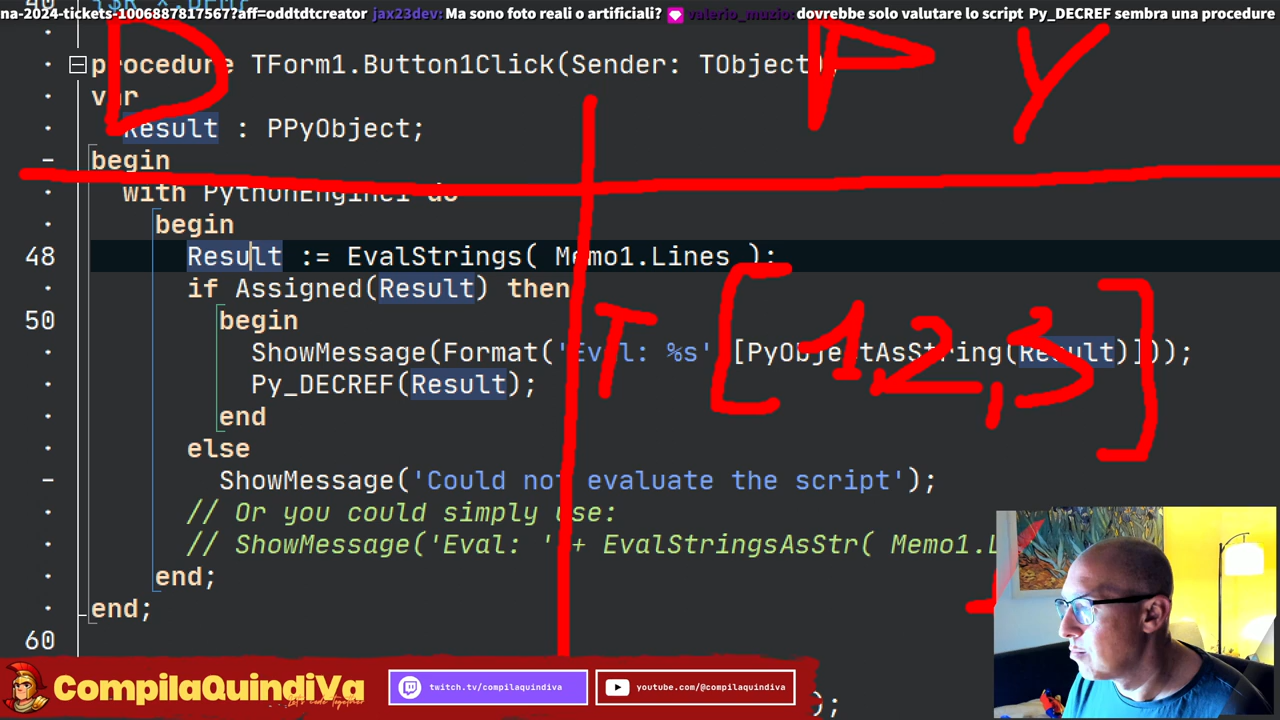 na-2024-tickets-1006887817567?aff=oddtdtcreator jax23dev: Ma sono foto reali o artificiali? valerio_muzio: dovrebbe solo valutare lo script Py_DECREF sembra una procedure
D P Y
procedure TForm1.Button1Click(Sender: TObject);
var
Result : PPyObject;
begin
with PythonEngine1 do
begin
48 Result := EvalStrings( Memo1.Lines );
if Assigned(Result) then
50 begin
T [1,2,3]
ShowMessage(Format('Eval: %s' [PyObjectAsString(Result)]));
Py_DECREF(Result);
end
else
ShowMessage('Could not evaluate the script');
// Or you could simply use:
// ShowMessage('Eval: ' + EvalStringsAsStr( Memo1.L
end;
end;
60
);
CompilaQuindiVa
Let's Code Together
twitch.tv/compilaquindiva
youtube.com/@compilaquindiva